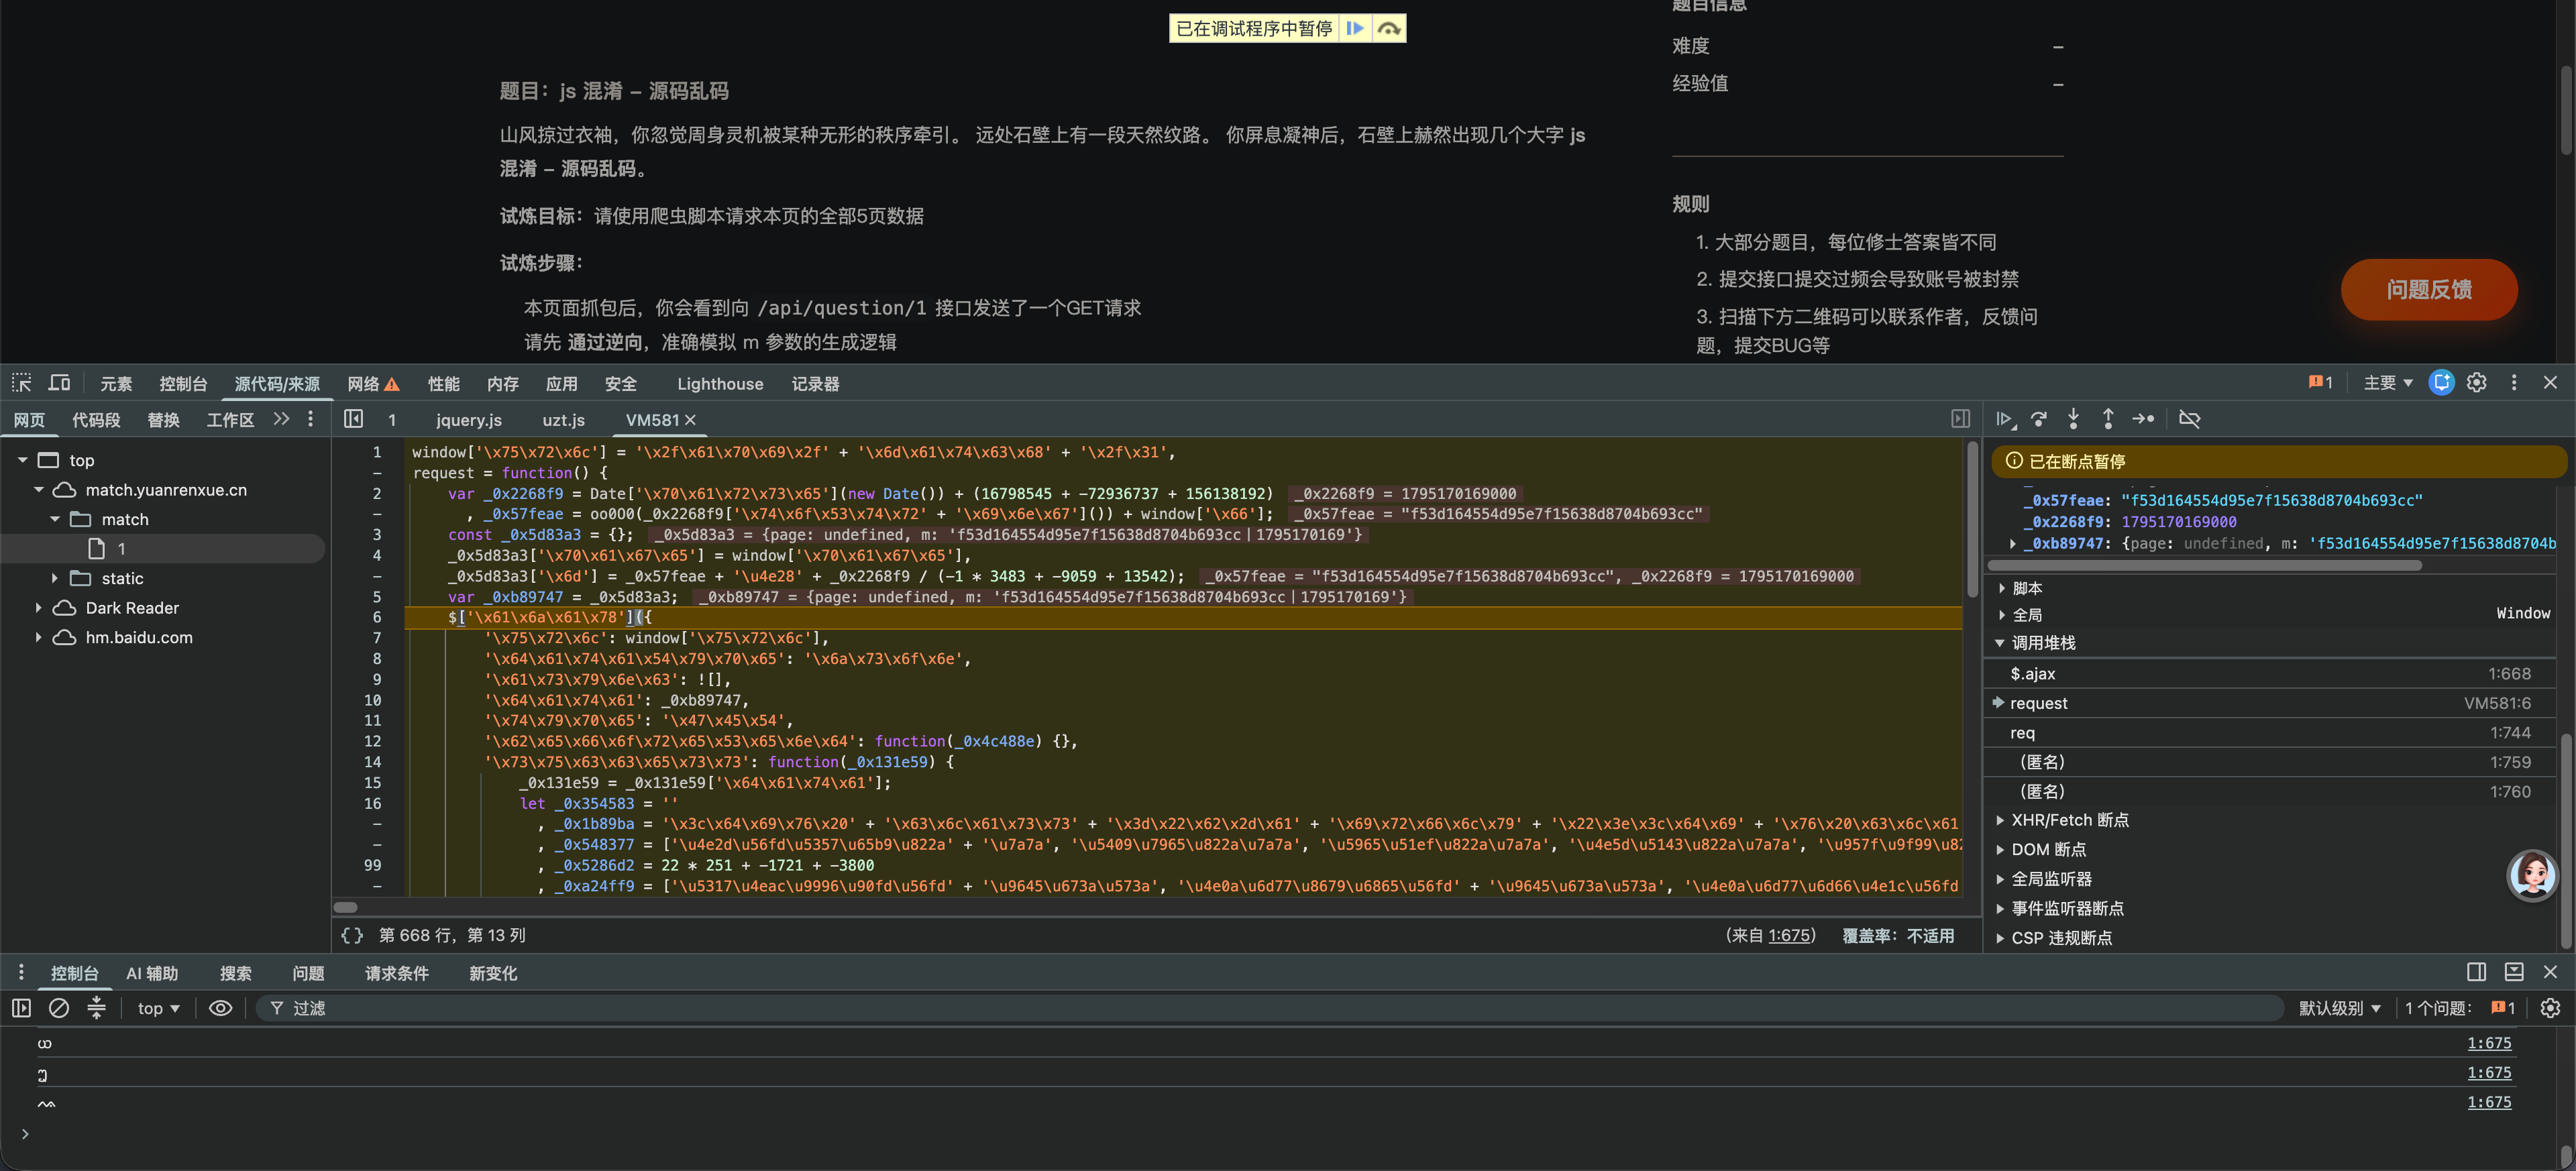 题目信息
已在调试程序中暂停
难度 –
经验值 –
题目：js 混淆 – 源码乱码
山风掠过衣袖，你忽觉周身灵机被某种无形的秩序牵引。 远处石壁上有一段天然纹路。 你屏息凝神后，石壁上赫然出现几个大字 js
混淆 – 源码乱码。
试炼目标：请使用爬虫脚本请求本页的全部5页数据
试炼步骤：
本页面抓包后，你会看到向 /api/question/1 接口发送了一个GET请求
请先 通过逆向，准确模拟 m 参数的生成逻辑
规则
1. 大部分题目，每位修士答案皆不同
2. 提交接口提交过频会导致账号被封禁
3. 扫描下方二维码可以联系作者，反馈问
题，提交BUG等
问题反馈
元素 控制台 源代码/来源 网络 性能 内存 应用 安全 Lighthouse 记录器 1 主要
网页 代码段 替换 工作区 1 jquery.js uzt.js VM581
top
match.yuanrenxue.cn
match
1
static
Dark Reader
hm.baidu.com
1 window['\x75\x72\x6c'] = '\x2f\x61\x70\x69\x2f' + '\x6d\x61\x74\x63\x68' + '\x2f\x31',
– request = function() {
2 var _0x2268f9 = Date['\x70\x61\x72\x73\x65'](new Date()) + (16798545 + -72936737 + 156138192) _0x2268f9 = 1795170169000
– , _0x57feae = oo0O0(_0x2268f9['\x74\x6f\x53\x74\x72' + '\x69\x6e\x67']()) + window['\x66']; _0x57feae = "f53d164554d95e7f15638d8704b693cc"
3 const _0x5d83a3 = {}; _0x5d83a3 = {page: undefined, m: 'f53d164554d95e7f15638d8704b693cc丨1795170169'}
4 _0x5d83a3['\x70\x61\x67\x65'] = window['\x70\x61\x67\x65'],
– _0x5d83a3['\x6d'] = _0x57feae + '\u4e28' + _0x2268f9 / (-1 * 3483 + -9059 + 13542); _0x57feae = "f53d164554d95e7f15638d8704b693cc", _0x2268f9 = 1795170169000
5 var _0xb89747 = _0x5d83a3; _0xb89747 = {page: undefined, m: 'f53d164554d95e7f15638d8704b693cc丨1795170169'}
6 $['\x61\x6a\x61\x78']({
7 '\x75\x72\x6c': window['\x75\x72\x6c'],
8 '\x64\x61\x74\x61\x54\x79\x70\x65': '\x6a\x73\x6f\x6e',
9 '\x61\x73\x79\x6e\x63': ![],
10 '\x64\x61\x74\x61': _0xb89747,
11 '\x74\x79\x70\x65': '\x47\x45\x54',
12 '\x62\x65\x66\x6f\x72\x65\x53\x65\x6e\x64': function(_0x4c488e) {},
14 '\x73\x75\x63\x63\x65\x73\x73': function(_0x131e59) {
15 _0x131e59 = _0x131e59['\x64\x61\x74\x61'];
16 let _0x354583 = ''
– , _0x1b89ba = '\x3c\x64\x69\x76\x20' + '\x63\x6c\x61\x73\x73' + '\x3d\x22\x62\x2d\x61' + '\x69\x72\x66\x6c\x79' + '\x22\x3e\x3c\x64\x69' + '\x76\x20\x63\x6c\x61
– , _0x548377 = ['\u4e2d\u56fd\u5357\u65b9\u822a' + '\u7a7a', '\u5409\u7965\u822a\u7a7a', '\u5965\u51ef\u822a\u7a7a', '\u4e5d\u5143\u822a\u7a7a', '\u957f\u9f99\u82
99 , _0x5286d2 = 22 * 251 + -1721 + -3800
– , _0xa24ff9 = ['\u5317\u4eac\u9996\u90fd\u56fd' + '\u9645\u673a\u573a', '\u4e0a\u6d77\u8679\u6865\u56fd' + '\u9645\u673a\u573a', '\u4e0a\u6d77\u6d66\u4e1c\u56fd
第 668 行，第 13 列 (来自 1:675) 覆盖率：不适用
已在断点暂停
_0x57feae: "f53d164554d95e7f15638d8704b693cc"
_0x2268f9: 1795170169000
_0xb89747: {page: undefined, m: 'f53d164554d95e7f15638d8704b
脚本
全局 Window
调用堆栈
$.ajax 1:668
request VM581:6
req 1:744
（匿名） 1:759
（匿名） 1:760
XHR/Fetch 断点
DOM 断点
全局监听器
事件监听器断点
CSP 违规断点
控制台 AI 辅助 搜索 问题 请求条件 新变化
top 过滤 默认级别 1 个问题： 1
1:675
1:675
1:675